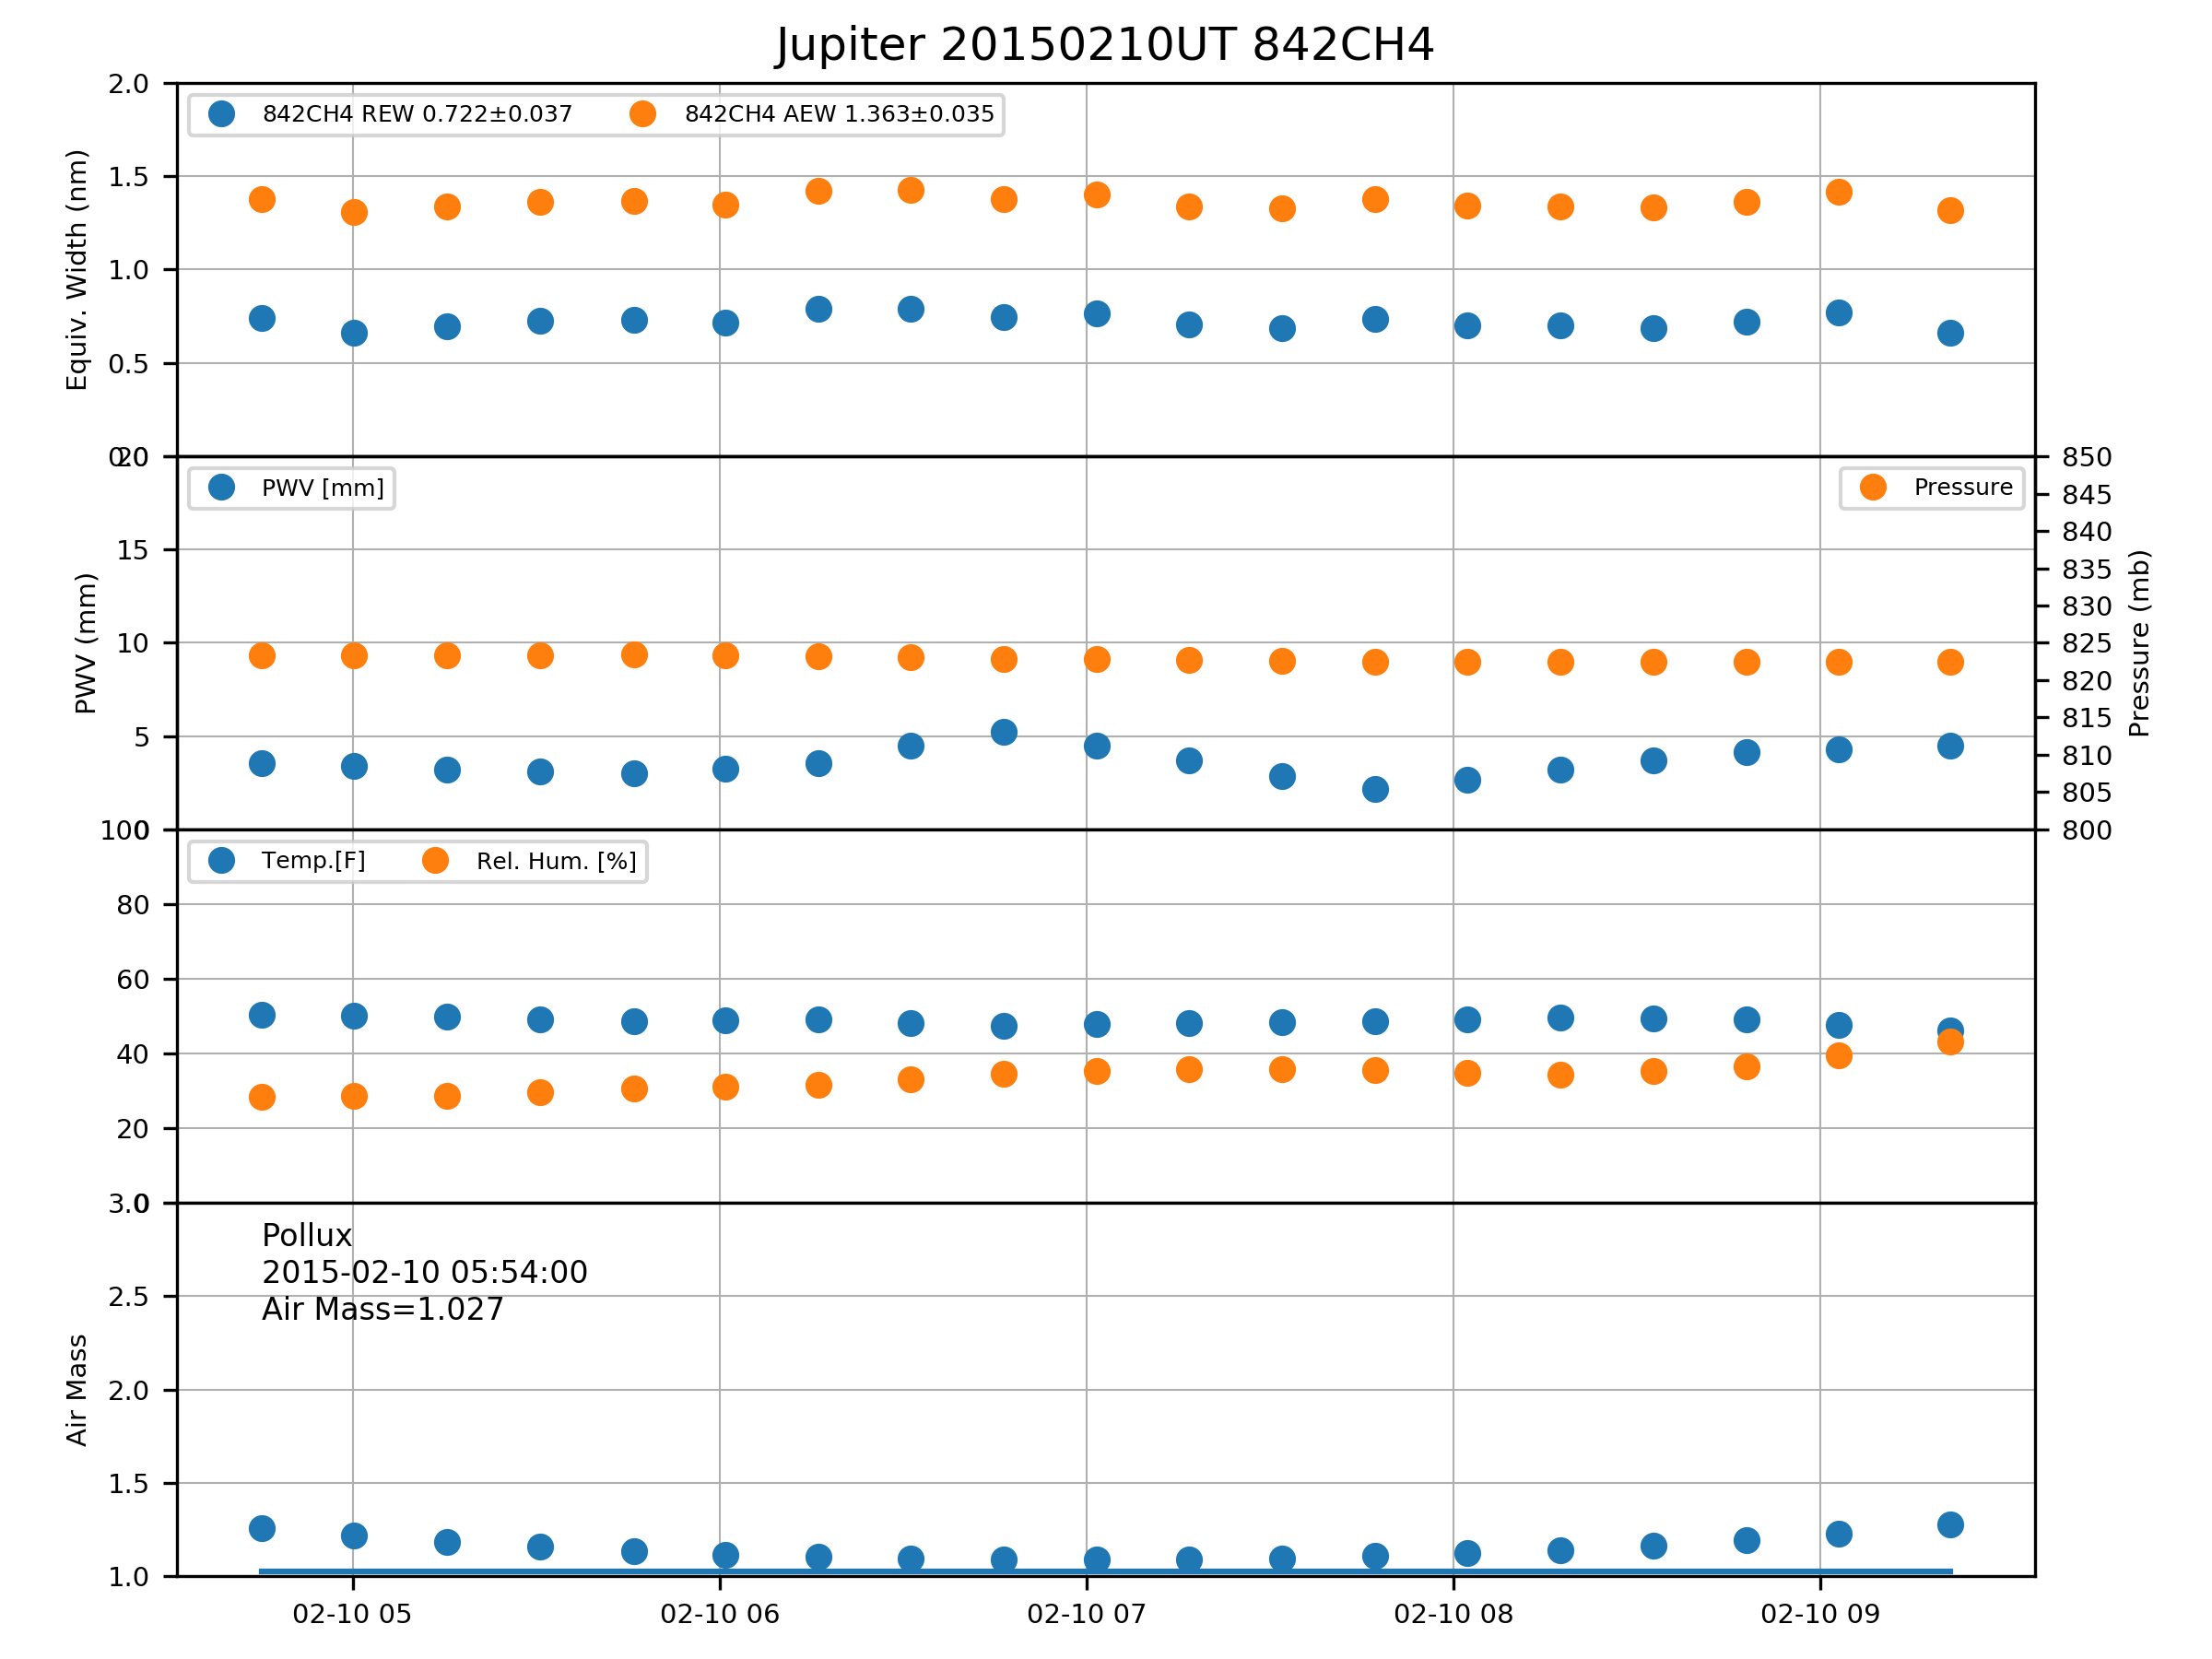 Jupiter 20150210UT 842CH4
842CH4 REW 0.722±0.037
842CH4 AEW 1.363±0.035
Equiv. Width (nm)
2.0
1.5
1.0
0.5
0.0
PWV [mm]
Pressure
PWV (mm)
20
15
10
5
0
850
845
840
835
830
825
820
815
810
805
800
Pressure (mb)
Temp.[F]
Rel. Hum. [%]
100
80
60
40
20
0
Pollux
2015-02-10 05:54:00
Air Mass=1.027
Air Mass
3.0
2.5
2.0
1.5
1.0
02-10 05
02-10 06
02-10 07
02-10 08
02-10 09